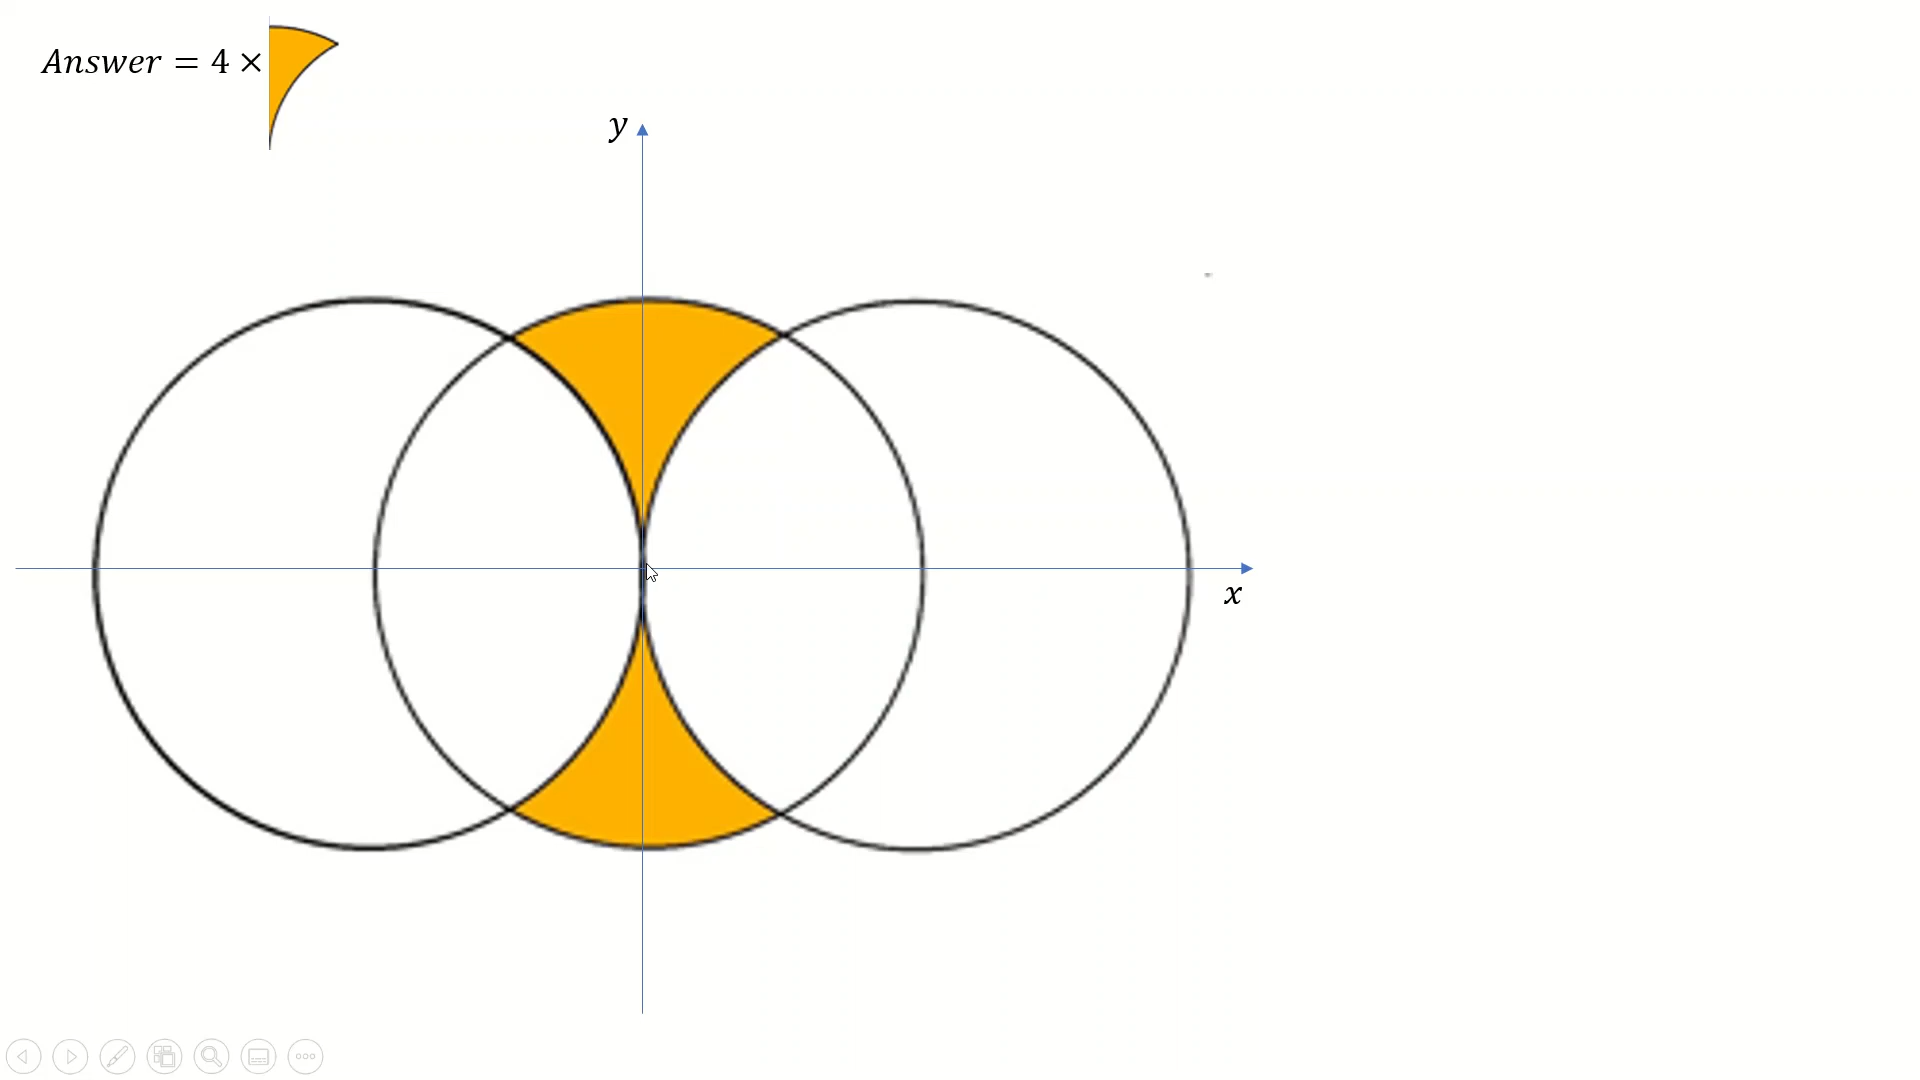 Answer = 4 ×
y
x